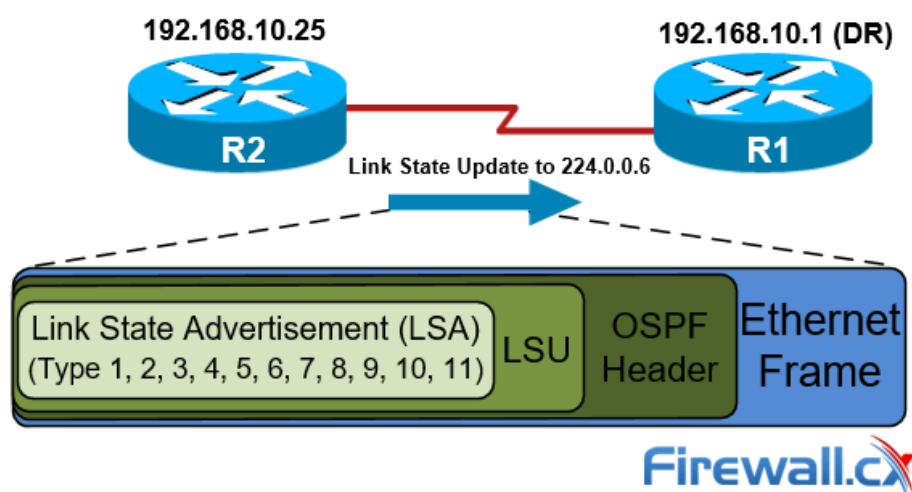 192.168.10.25
192.168.10.1 (DR)
R2
R1
Link State Update to 224.0.0.6
Link State Advertisement (LSA)
(Type 1, 2, 3, 4, 5, 6, 7, 8, 9, 10, 11)
LSU
OSPF
Header
Ethernet
Frame
Firewall.cx